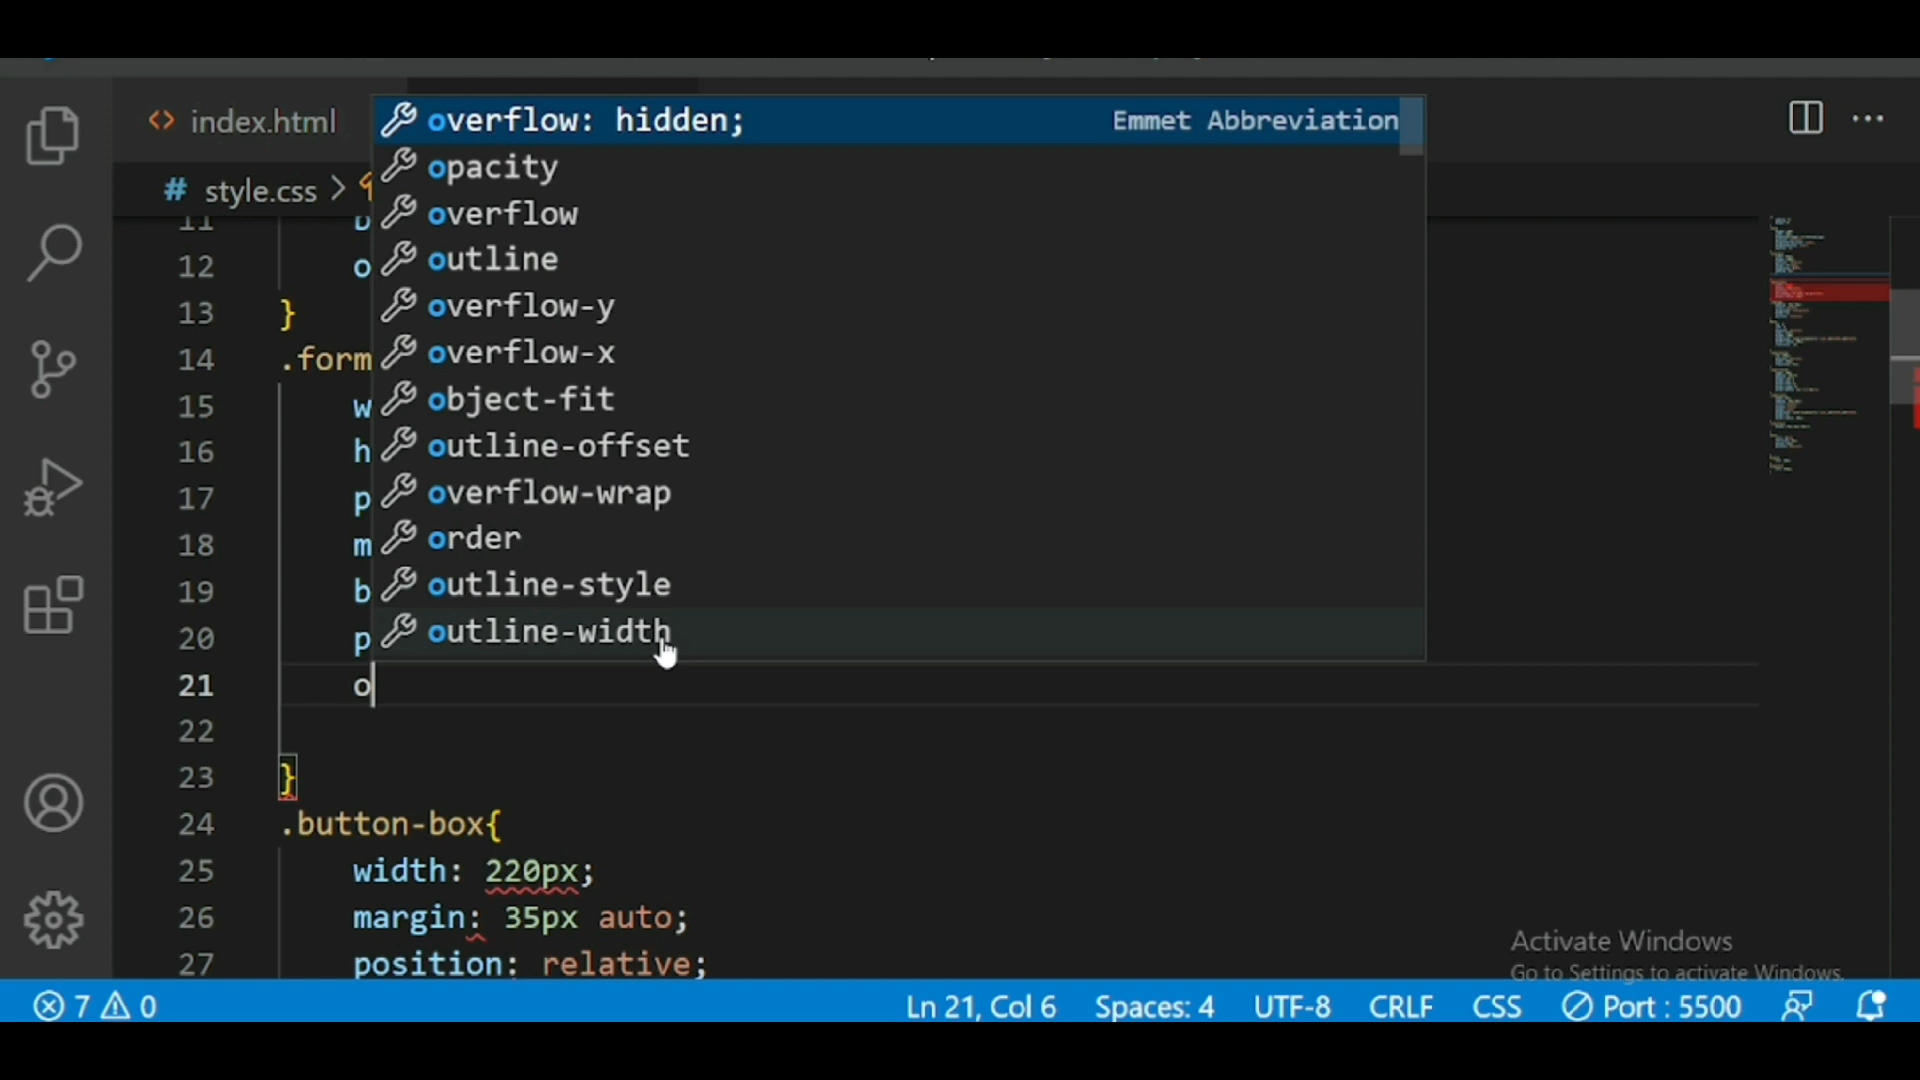 index.html
overflow: hidden; Emmet Abbreviation
opacity
# style.css >
overflow
11 b
outline
12 o
overflow-y
13 }
overflow-x
14 .form
object-fit
15 w
outline-offset
16 h
overflow-wrap
17 p
order
18 m
outline-style
19 b
outline-width
20 p
21 o
22
23 }
24 .button-box{
25 width: 220px;
26 margin: 35px auto;
27 position: relative;
Activate Windows
Go to Settings to activate Windows.
7 0 Ln 21, Col 6 Spaces: 4 UTF-8 CRLF CSS Port : 5500